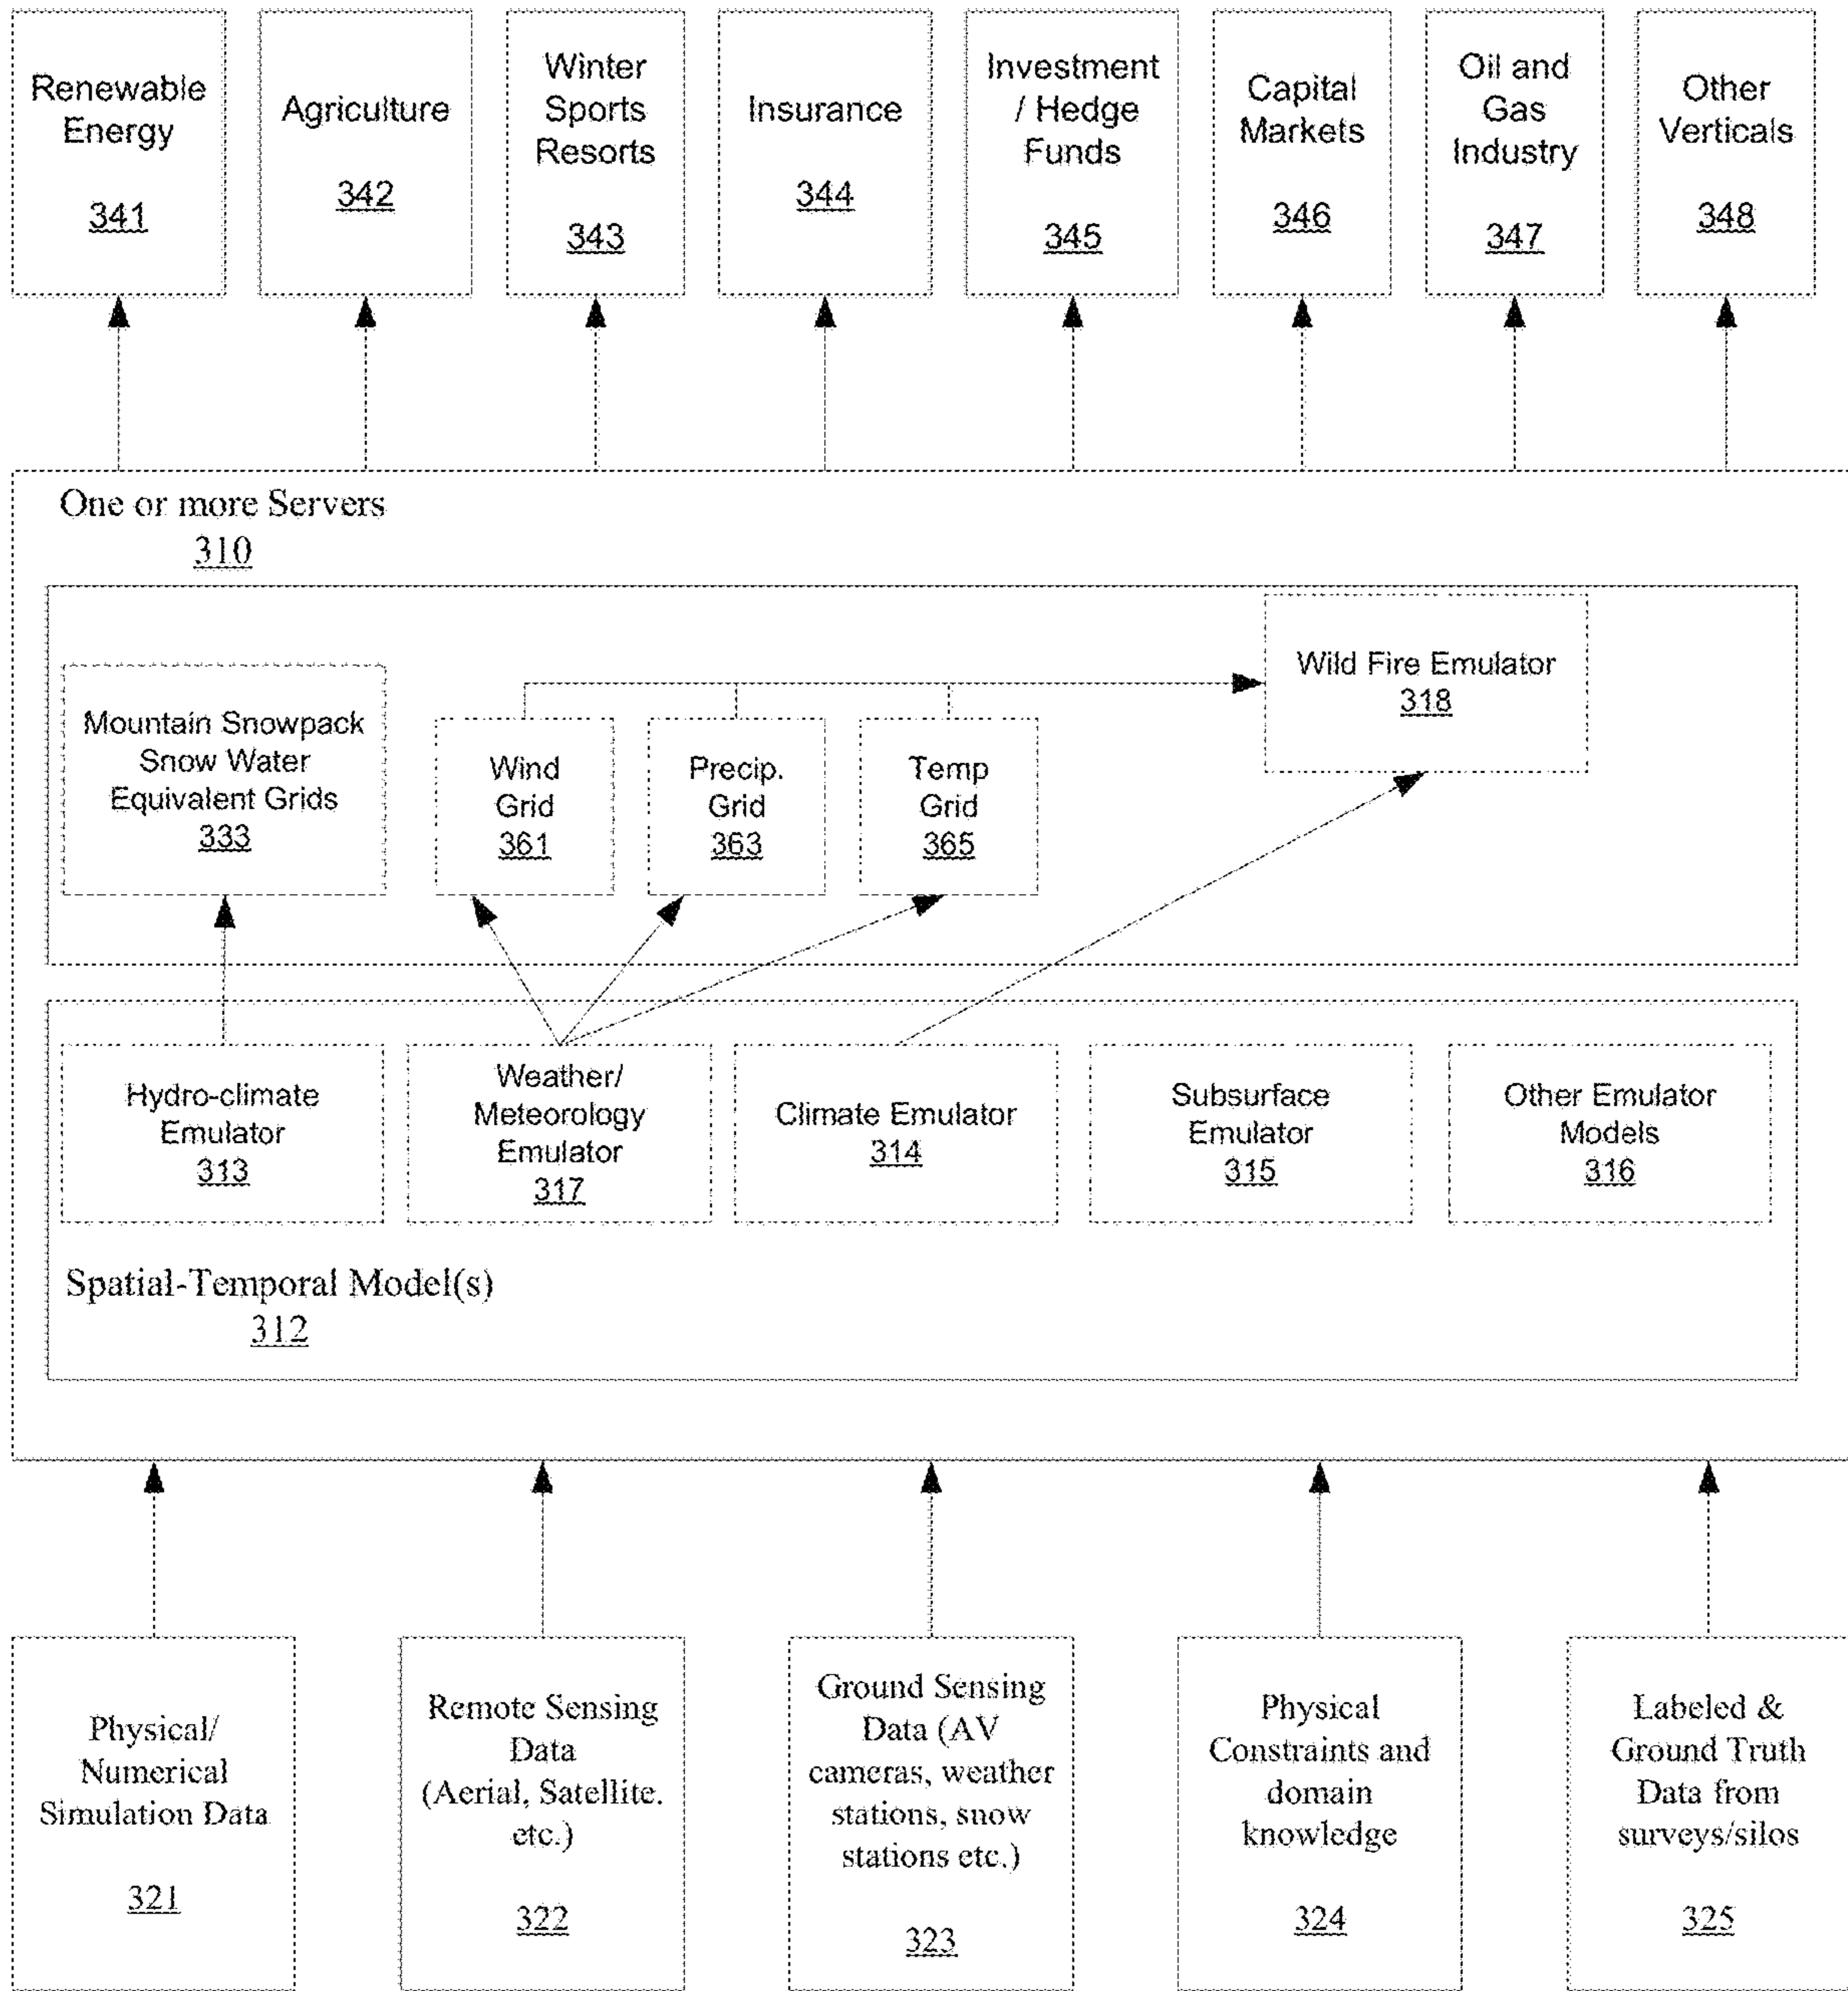 Renewable
Energy
341
Agriculture
342
Winter
Sports
Resorts
343
Insurance
344
Investment
/ Hedge
Funds
345
Capital
Markets
346
Oil and
Gas
Industry
347
Other
Verticals
348
One or more Servers
310
Mountain Snowpack
Snow Water
Equivalent Grids
333
Wind
Grid
361
Precip.
Grid
363
Temp
Grid
365
Wild Fire Emulator
318
Hydro-climate
Emulator
313
Weather/
Meteorology
Emulator
317
Climate Emulator
314
Subsurface
Emulator
315
Other Emulator
Models
316
Spatial-Temporal Model(s)
312
Physical/
Numerical
Simulation Data
321
Remote Sensing
Data
(Aerial, Satellite.
etc.)
322
Ground Sensing
Data (AV
cameras, weather
stations, snow
stations etc.)
323
Physical
Constraints and
domain
knowledge
324
Labeled &
Ground Truth
Data from
surveys/silos
325